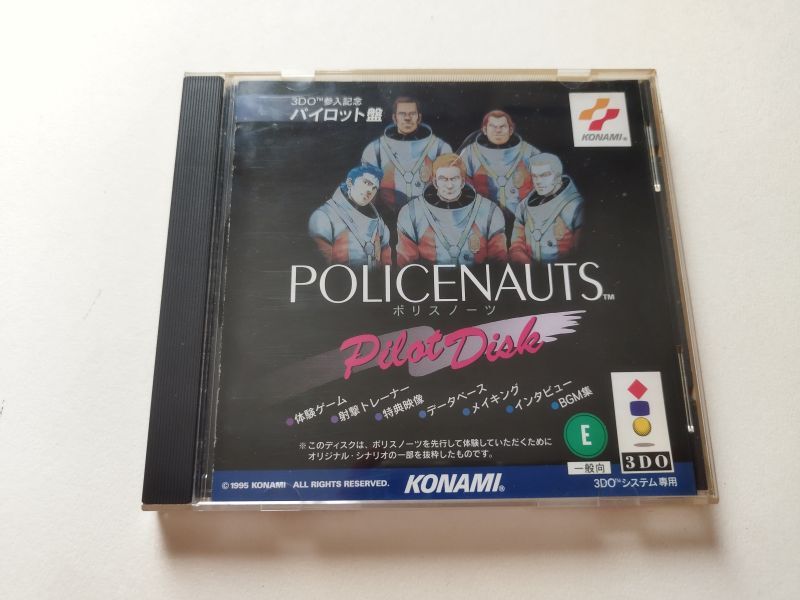 3DO™参入記念
パイロット盤
KONAMI®
POLICENAUTS™
ポリスノーツ
Pilot Disk
●体験ゲーム
●射撃トレーナー
●特典映像
●データベース
●メイキング
●インタビュー
●BGM集
※このディスクは、ポリスノーツを先行して体験していただくために
オリジナル・シナリオの一部を抜粋したものです。
E
一般向
3DO
©1995 KONAMI ALL RIGHTS RESERVED.
KONAMI®
3DO™システム専用